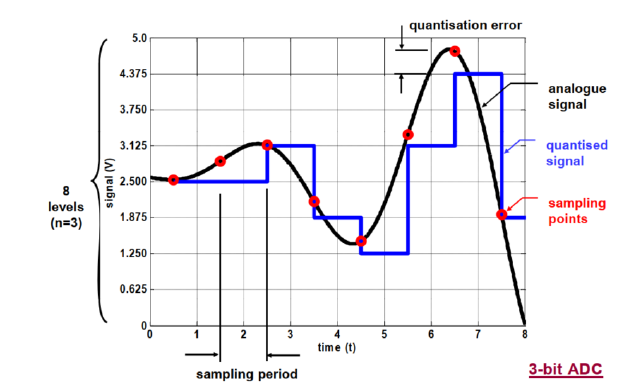 quantisation error
5.0
4.375
3.750
3.125
2.500
1.875
1.250
0.625
0
signal (V)
8
levels
(n=3)
analogue
signal
quantised
signal
sampling
points
0 1 2 3 4 5 6 7 8
time (t)
sampling period
3-bit ADC